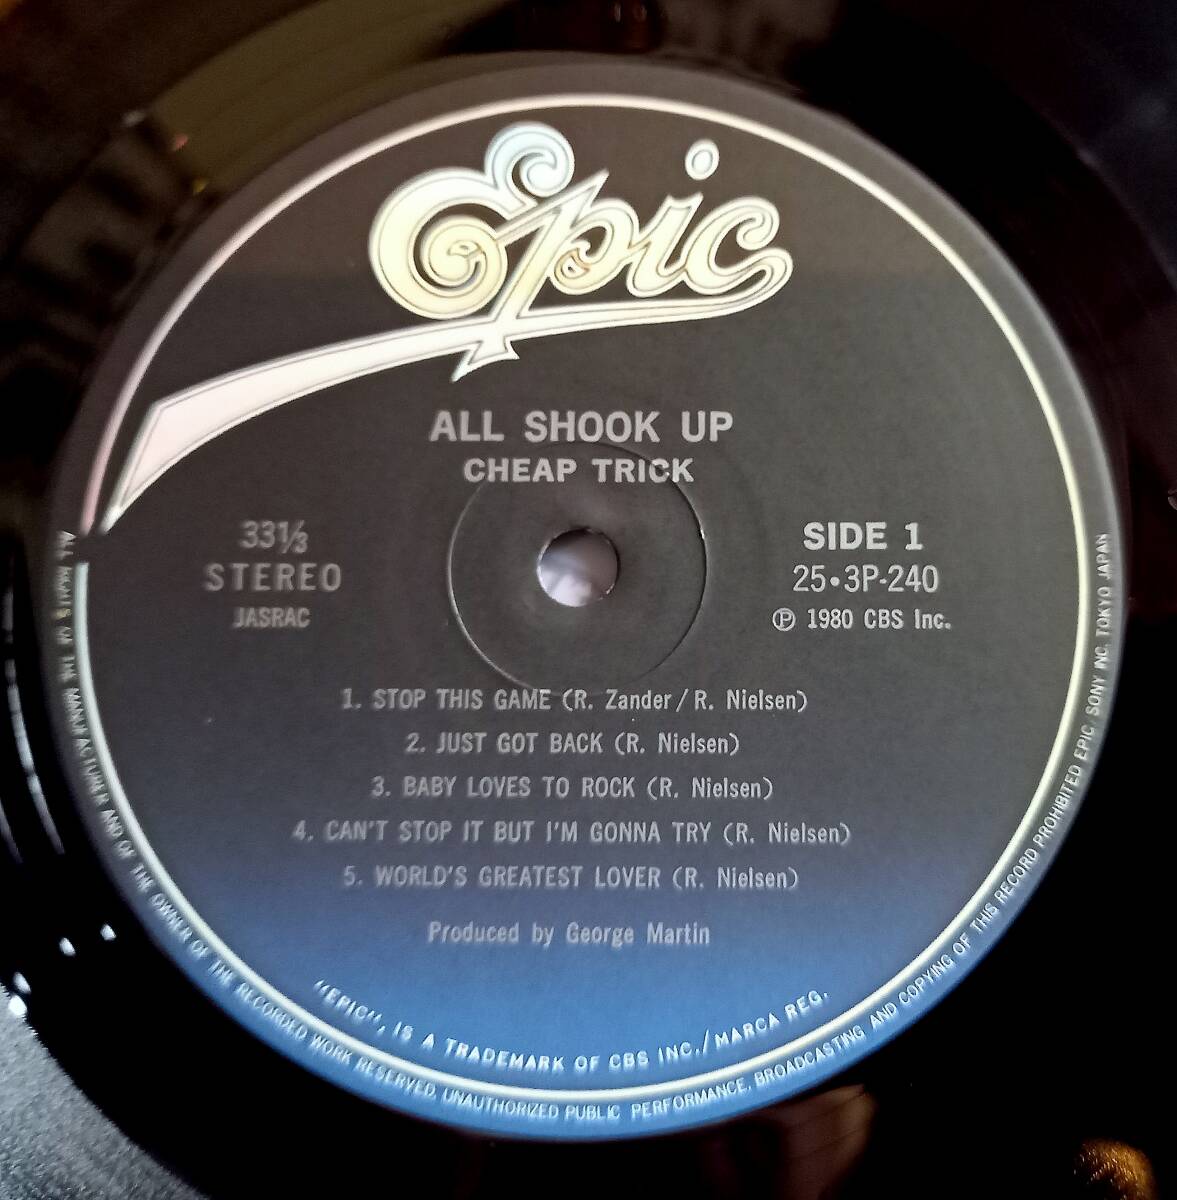 Epic
ALL SHOOK UP
CHEAP TRICK
33⅓
STEREO
JASRAC
SIDE 1
25•3P-240
Ⓟ 1980 CBS Inc.
1. STOP THIS GAME (R. Zander / R. Nielsen)
2. JUST GOT BACK (R. Nielsen)
3. BABY LOVES TO ROCK (R. Nielsen)
4. CAN'T STOP IT BUT I'M GONNA TRY (R. Nielsen)
5. WORLD'S GREATEST LOVER (R. Nielsen)
Produced by George Martin
"EPIC", IS A TRADEMARK OF CBS INC./MARCA REG.
ALL RIGHTS OF THE MANUFACTURER AND OF THE OWNER OF THE RECORDED WORK RESERVED, UNAUTHORIZED PUBLIC PERFORMANCE, BROADCASTING AND COPYING OF THIS RECORD PROHIBITED EPIC/SONY INC. TOKYO JAPAN